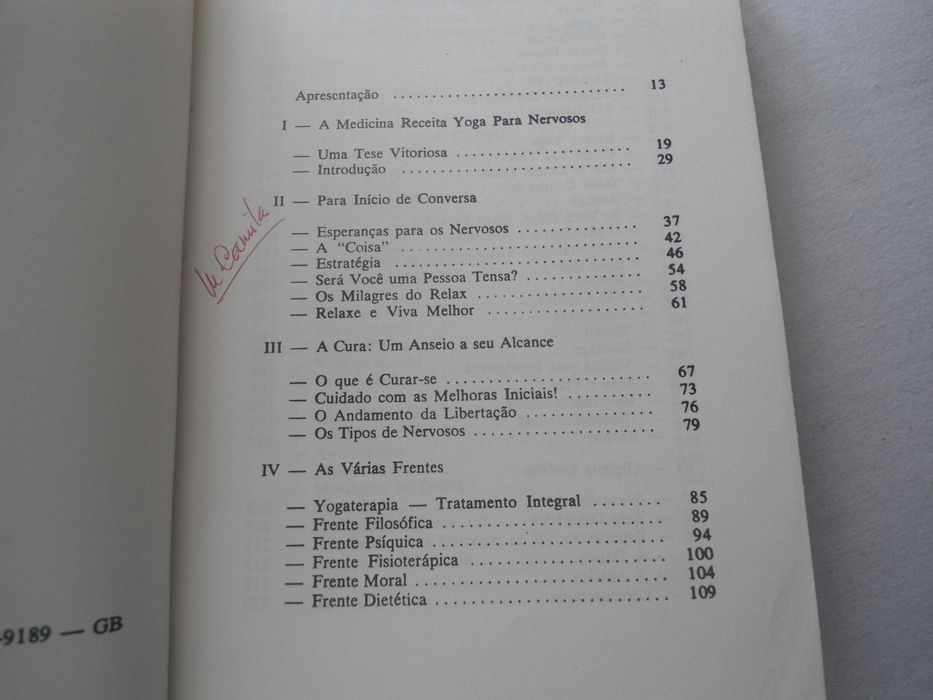 -9189 — GB
Apresentação .............................. 13
I — A Medicina Receita Yoga Para Nervosos
— Uma Tese Vitoriosa ....................... 19
— Introdução .............................. 29
II — Para Início de Conversa
— Esperanças para os Nervosos ................ 37
— A “Coisa” ............................... 42
— Estratégia ................................ 46
— Será Você uma Pessoa Tensa? ............... 54
— Os Milagres do Relax ...................... 58
— Relaxe e Viva Melhor ..................... 61
Camila
III — A Cura: Um Anseio a seu Alcance
— O que é Curar-se .......................... 67
— Cuidado com as Melhoras Iniciais! ........... 73
— O Andamento da Libertação ................ 76
— Os Tipos de Nervosos ....................... 79
IV — As Várias Frentes
— Yogaterapia — Tratamento Integral ......... 85
— Frente Filosófica ............................ 89
— Frente Psíquica ............................. 94
— Frente Fisioterápica ......................... 100
— Frente Moral ................................ 104
— Frente Dietética .............................. 109